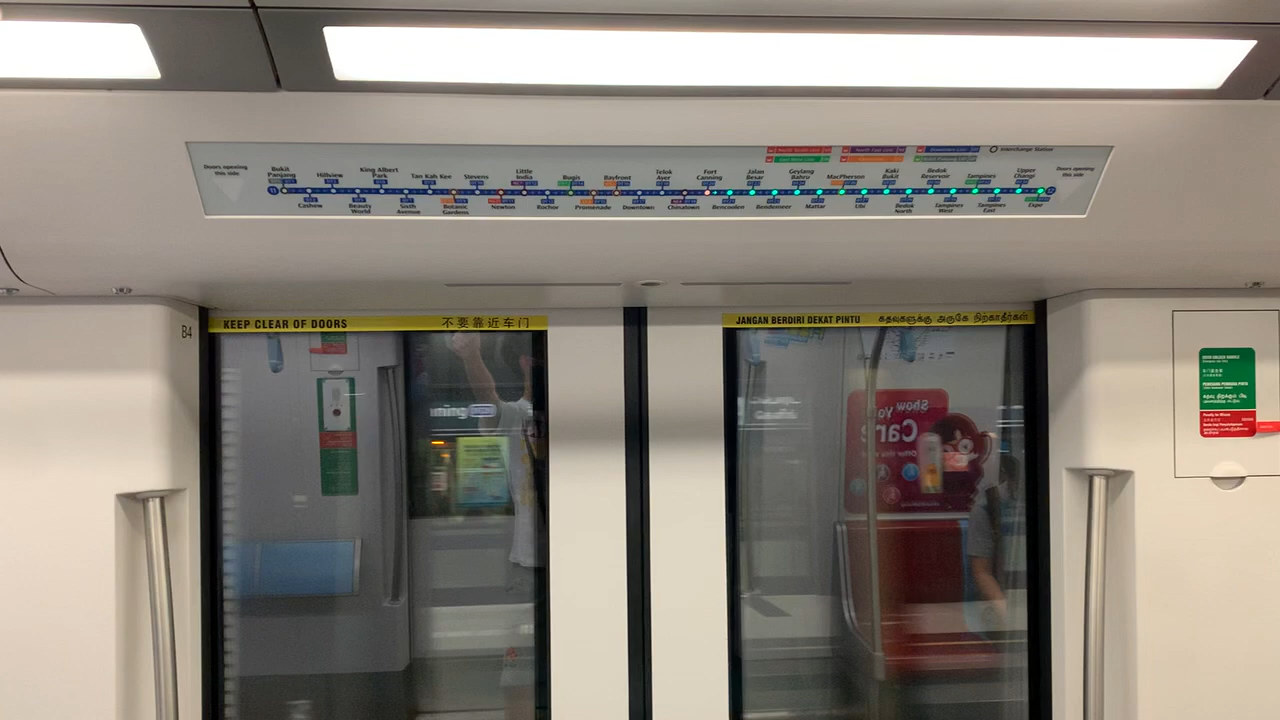 Doors opening
this side
Bukit
Panjang
Hillview
King Albert
Park
Tan Kah Kee
Stevens
Little
India
Bugis
Bayfront
Telok
Ayer
Fort
Canning
Jalan
Besar
Geylang
Bahru
MacPherson
Kaki
Bukit
Bedok
Reservoir
Tampines
Upper
Changi
Interchange Station
Doors opening
this side
Cashew
Beauty
World
Sixth
Avenue
Botanic
Gardens
Newton
Rochor
Promenade
Downtown
Chinatown
Bencoolen
Bendemeer
Mattar
Ubi
Bedok
North
Tampines
West
Tampines
East
Expo
B4
KEEP CLEAR OF DOORS
不要靠近车门
JANGAN BERDIRI DEKAT PINTU
கதவுகளுக்கு அருகே நிற்காதீர்கள்
Show
You
Care